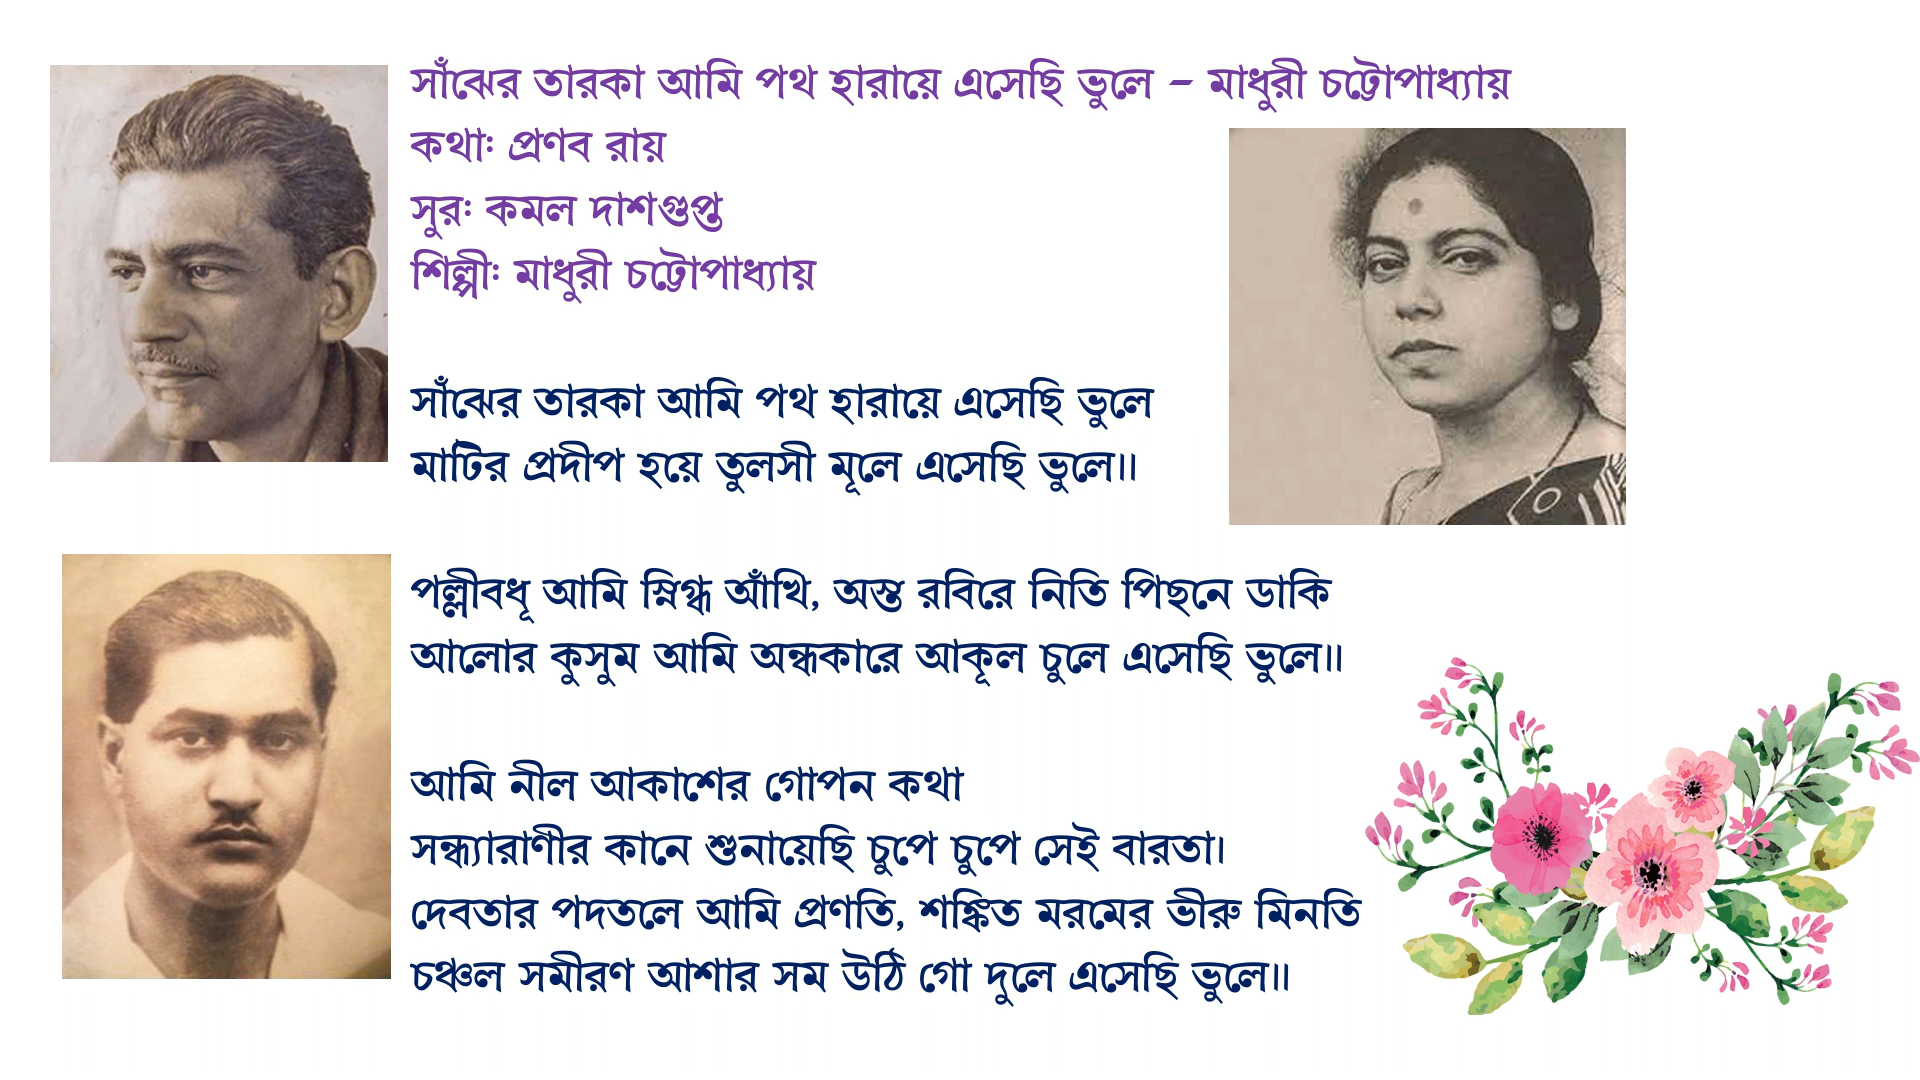 সাঁঝের তারকা আমি পথ হারায়ে এসেছি ভুলে – মাধুরী চট্টোপাধ্যায়
কথাঃ প্রণব রায়
সুরঃ কমল দাশগুপ্ত
শিল্পীঃ মাধুরী চট্টোপাধ্যায়
সাঁঝের তারকা আমি পথ হারায়ে এসেছি ভুলে
মাটির প্রদীপ হয়ে তুলসী মূলে এসেছি ভুলে॥
পল্লীবধূ আমি স্নিগ্ধ আঁখি, অস্ত রবিরে নিতি পিছনে ডাকি
আলোর কুসুম আমি অন্ধকারে আকূল চুলে এসেছি ভুলে॥
আমি নীল আকাশের গোপন কথা
সন্ধ্যারাণীর কানে শুনায়েছি চুপে চুপে সেই বারতা।
দেবতার পদতলে আমি প্রণতি, শঙ্কিত মরমের ভীরু মিনতি
চঞ্চল সমীরণ আশার সম উঠি গো দুলে এসেছি ভুলে॥